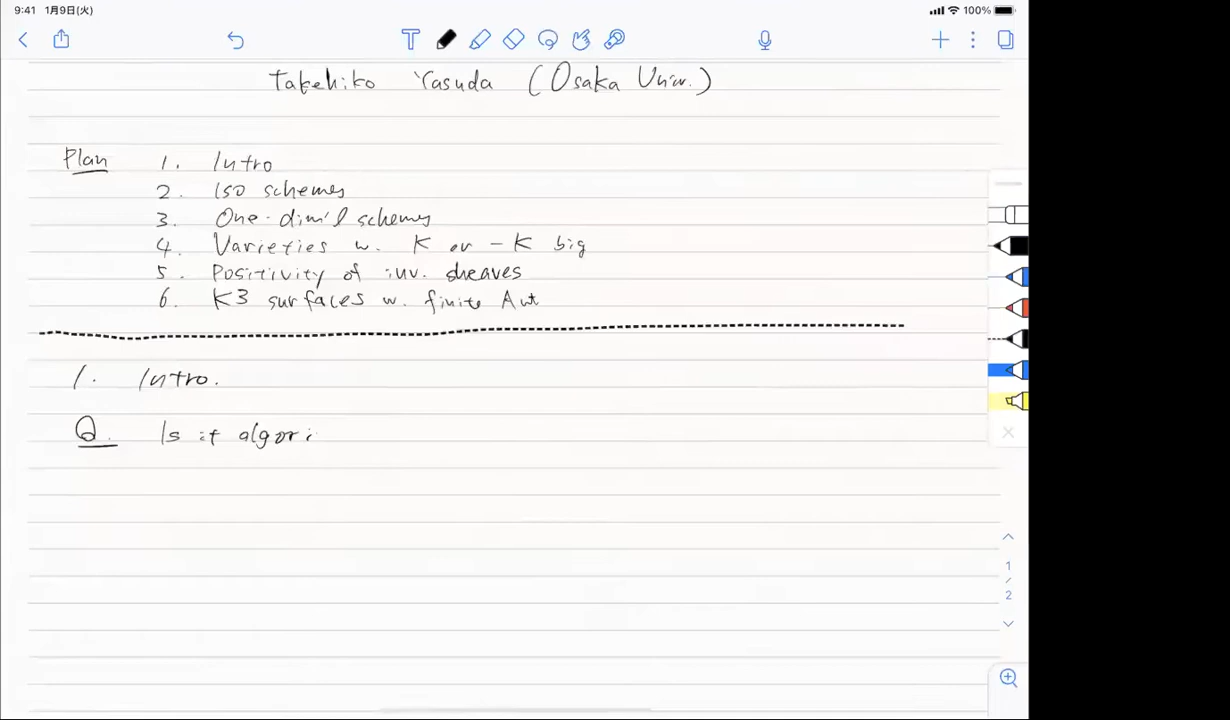 9:41 1月9日(火) 100%
Takehiko Yasuda (Osaka Univ.)
Plan 1. Intro
2. Iso schemes
3. One-dim'l schemes
4. Varieties w. K or -K big
5. Positivity of inv. sheaves
6. K3 surfaces w. finite Aut
1. Intro.
Q. Is it algori
1
/
2